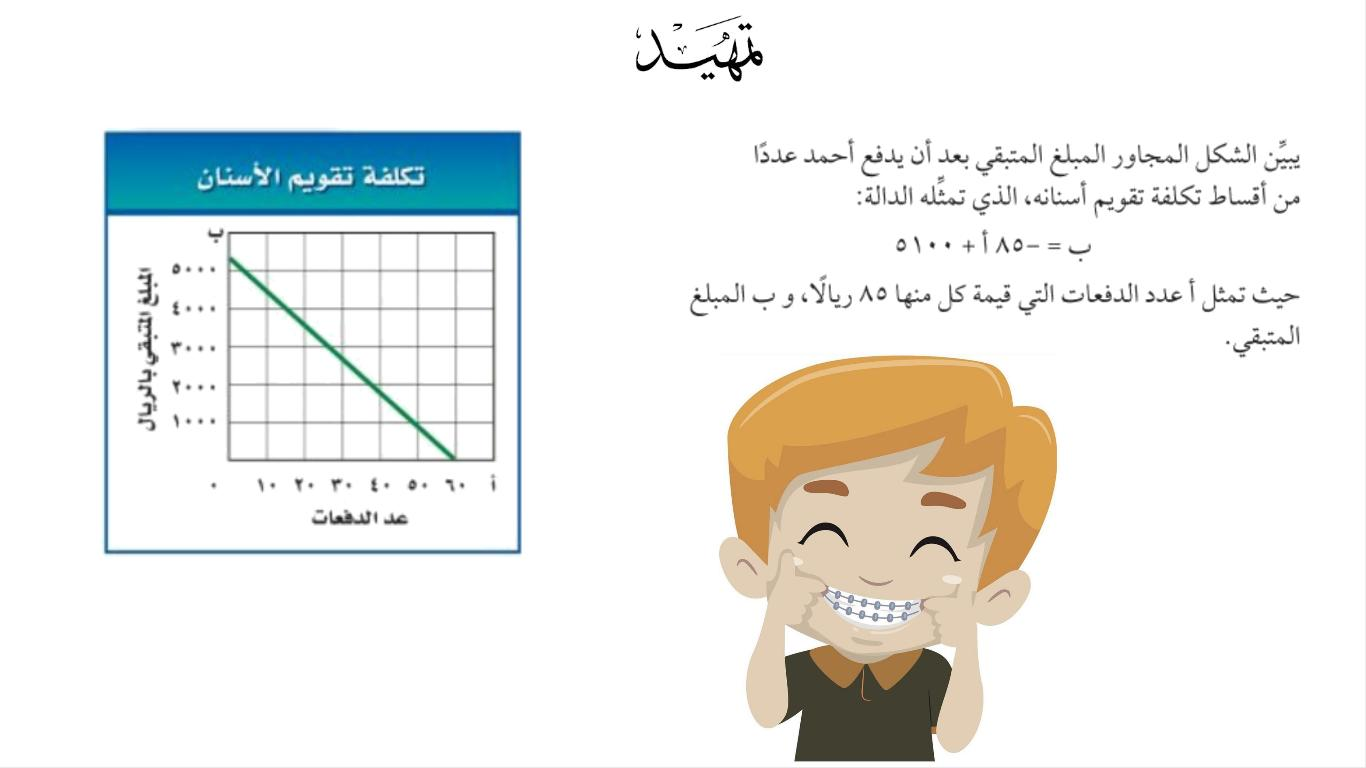 تمهيد
يبيِّن الشكل المجاور المبلغ المتبقي بعد أن يدفع أحمد عددًا
من أقساط تكلفة تقويم أسنانه، الذي تمثِّله الدالة:
ب = −٨٥ أ + ٥١٠٠
حيث تمثل أ عدد الدفعات التي قيمة كل منها ٨٥ ريالًا، و ب المبلغ
المتبقي.
تكلفة تقويم الأسنان
ب
المبلغ المتبقي بالريال
٥٠٠٠
٤٠٠٠
٣٠٠٠
٢٠٠٠
١٠٠٠
٠ ١٠ ٢٠ ٣٠ ٤٠ ٥٠ ٦٠ أ
عد الدفعات